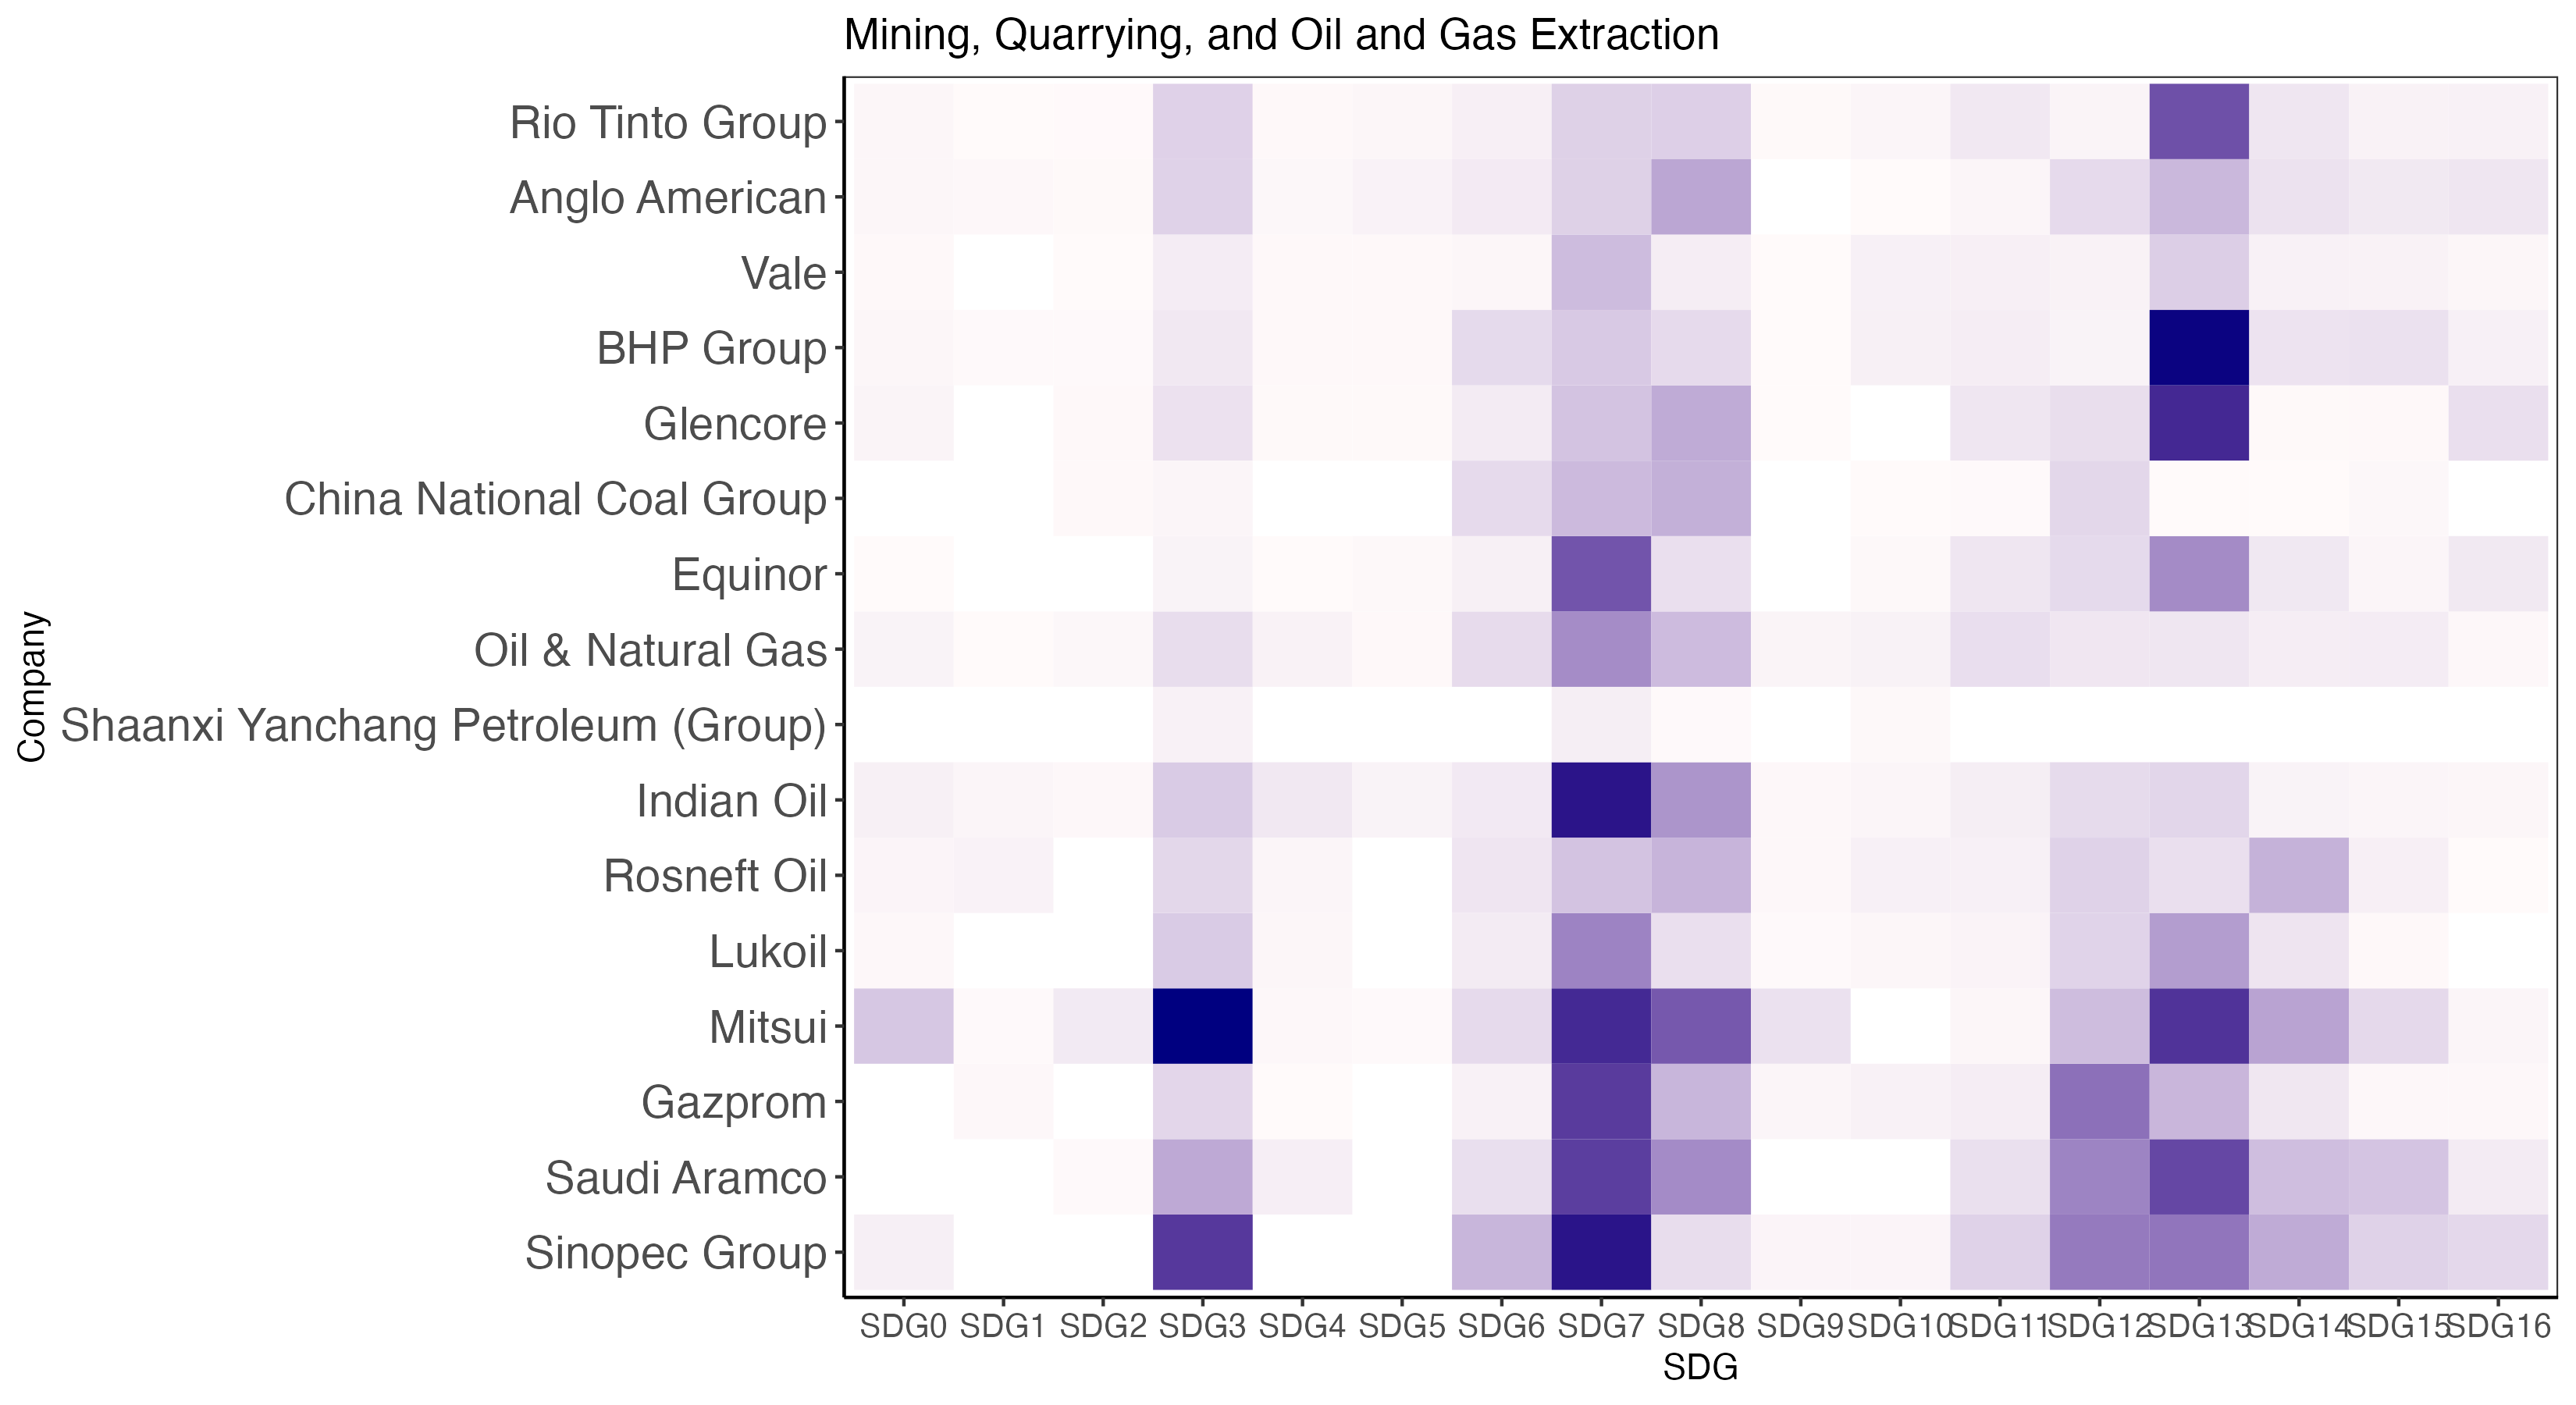 Mining, Quarrying, and Oil and Gas Extraction
Company
Rio Tinto Group
Anglo American
Vale
BHP Group
Glencore
China National Coal Group
Equinor
Oil & Natural Gas
Shaanxi Yanchang Petroleum (Group)
Indian Oil
Rosneft Oil
Lukoil
Mitsui
Gazprom
Saudi Aramco
Sinopec Group
SDG0 SDG1 SDG2 SDG3 SDG4 SDG5 SDG6 SDG7 SDG8 SDG9 SDG10 SDG11 SDG12 SDG13 SDG14 SDG15 SDG16
SDG